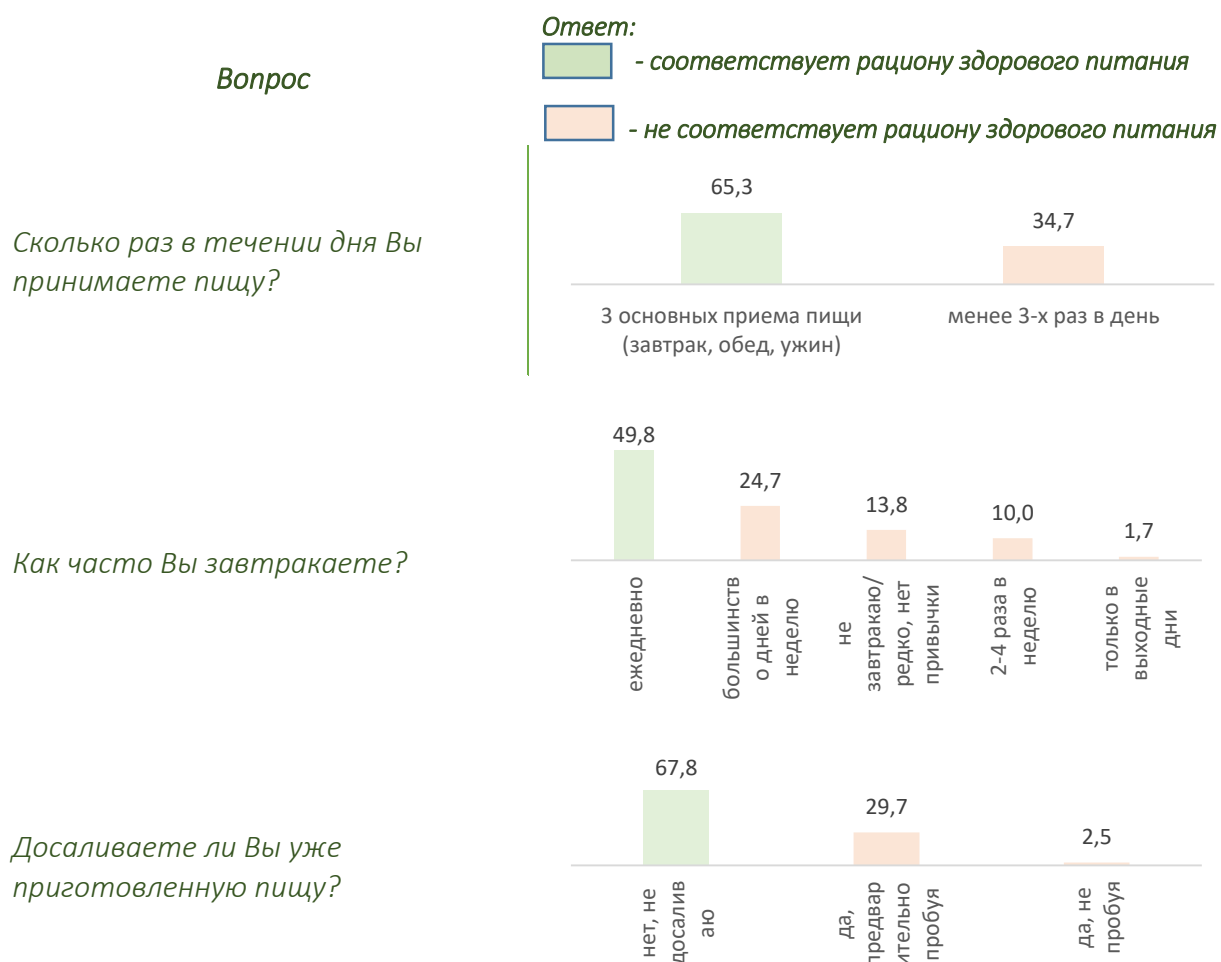 Вопрос
Ответ:
- соответствует рациону здорового питания
- не соответствует рациону здорового питания
Сколько раз в течении дня Вы
принимаете пищу?
65,3
34,7
3 основных приема пищи
(завтрак, обед, ужин)
менее 3-х раз в день
Как часто Вы завтракаете?
49,8
24,7
13,8
10,0
1,7
ежедневно
большинств
о дней в
неделю
не
завтракаю/
редко, нет
привычки
2-4 раза в
неделю
только в
выходные
дни
Досаливаете ли Вы уже
приготовленную пищу?
67,8
29,7
2,5
нет, не
досалив
аю
да,
предвар
ительно
пробуя
да, не
пробуя